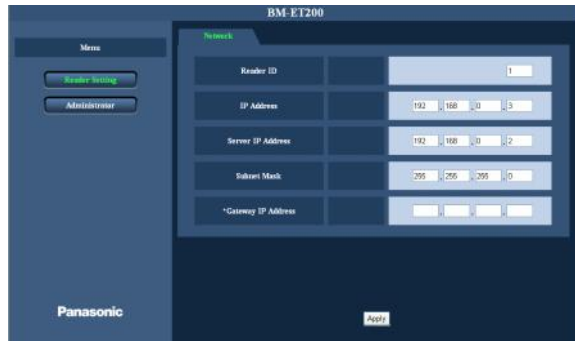 BM-ET200
Menu
Reader Setting
Administrator
Network
Reader ID 1
IP Address 192 . 168 . 0 . 3
Server IP Address 192 . 168 . 0 . 2
Subnet Mask 255 . 255 . 255 . 0
*Gateway IP Address . . .
Apply
Panasonic